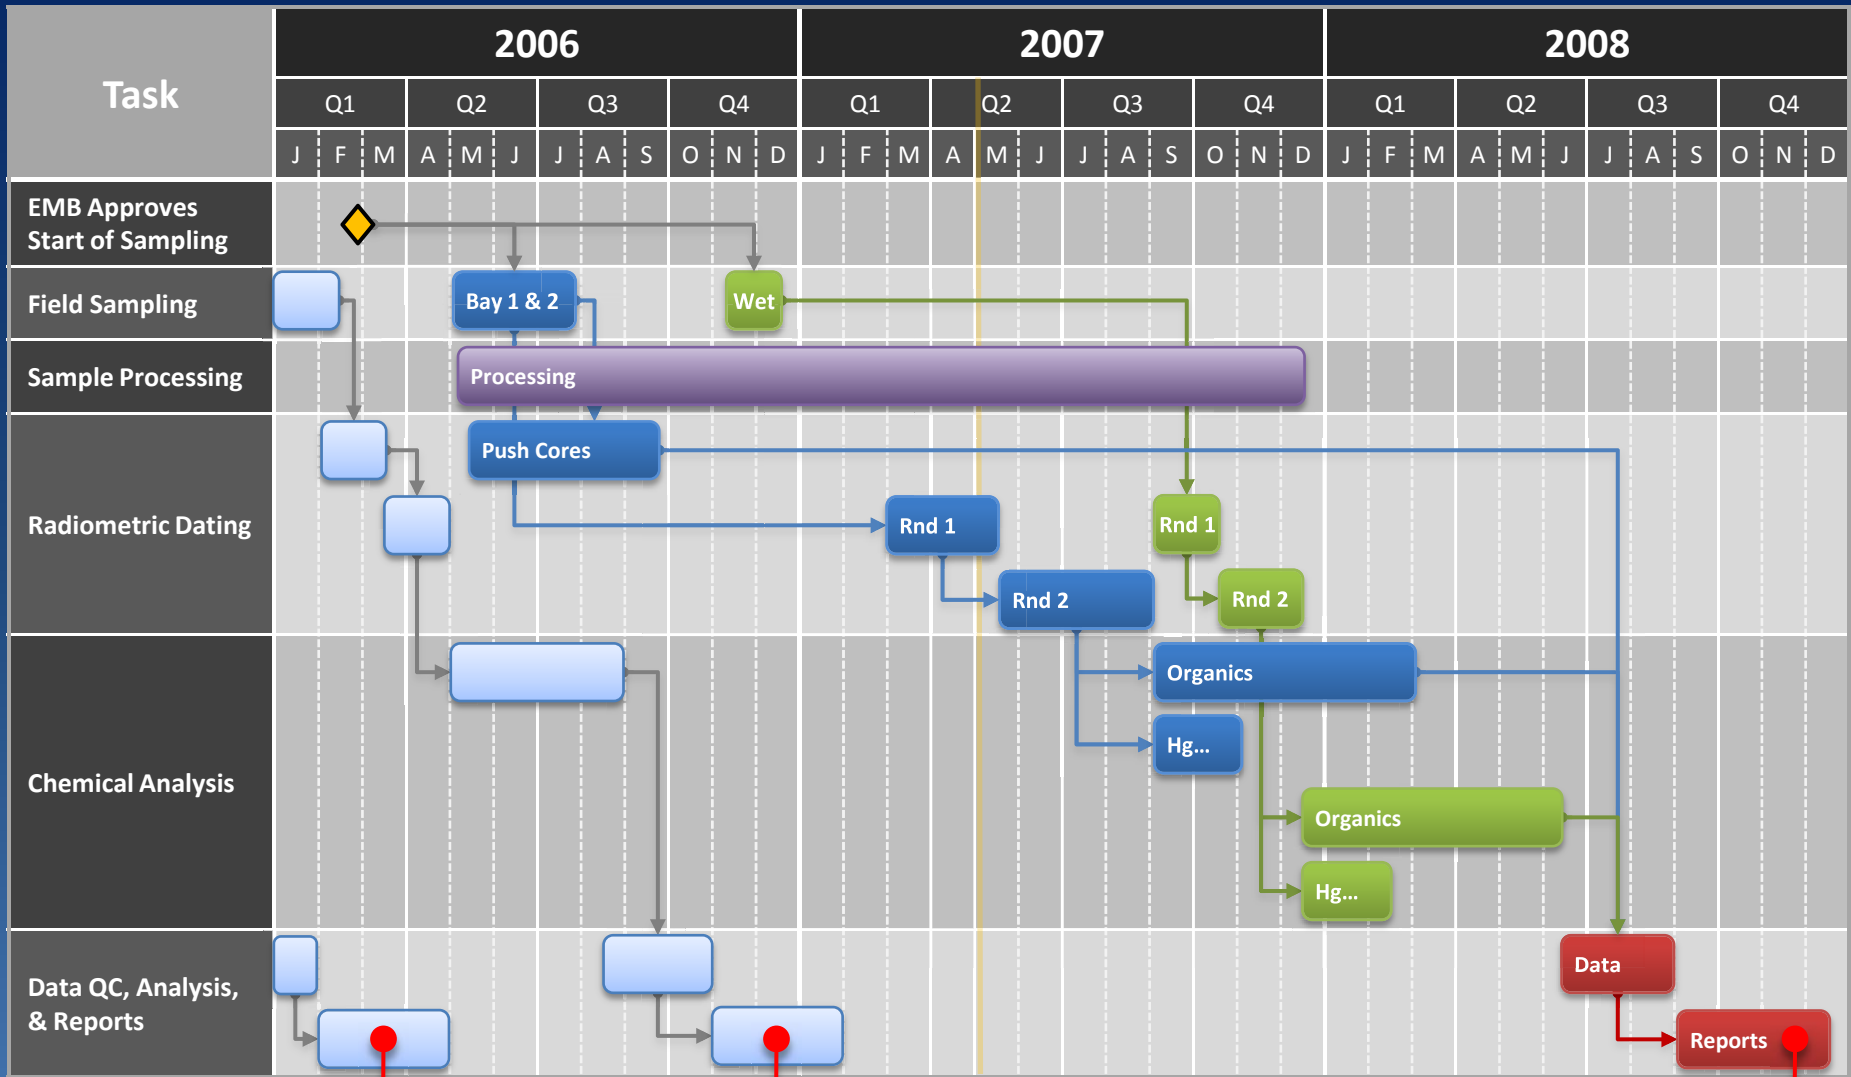 Task
2006 2007 2008
Q1 Q2 Q3 Q4 Q1 Q2 Q3 Q4 Q1 Q2 Q3 Q4
J F M A M J J A S O N D J F M A M J J A S O N D J F M A M J J A S O N D
EMB Approves
Start of Sampling
Field Sampling
Bay 1 & 2
Wet
Sample Processing
Processing
Radiometric Dating
Push Cores
Rnd 1
Rnd 1
Rnd 2
Rnd 2
Chemical Analysis
Organics
Hg...
Organics
Hg...
Data QC, Analysis,
& Reports
Data
Reports